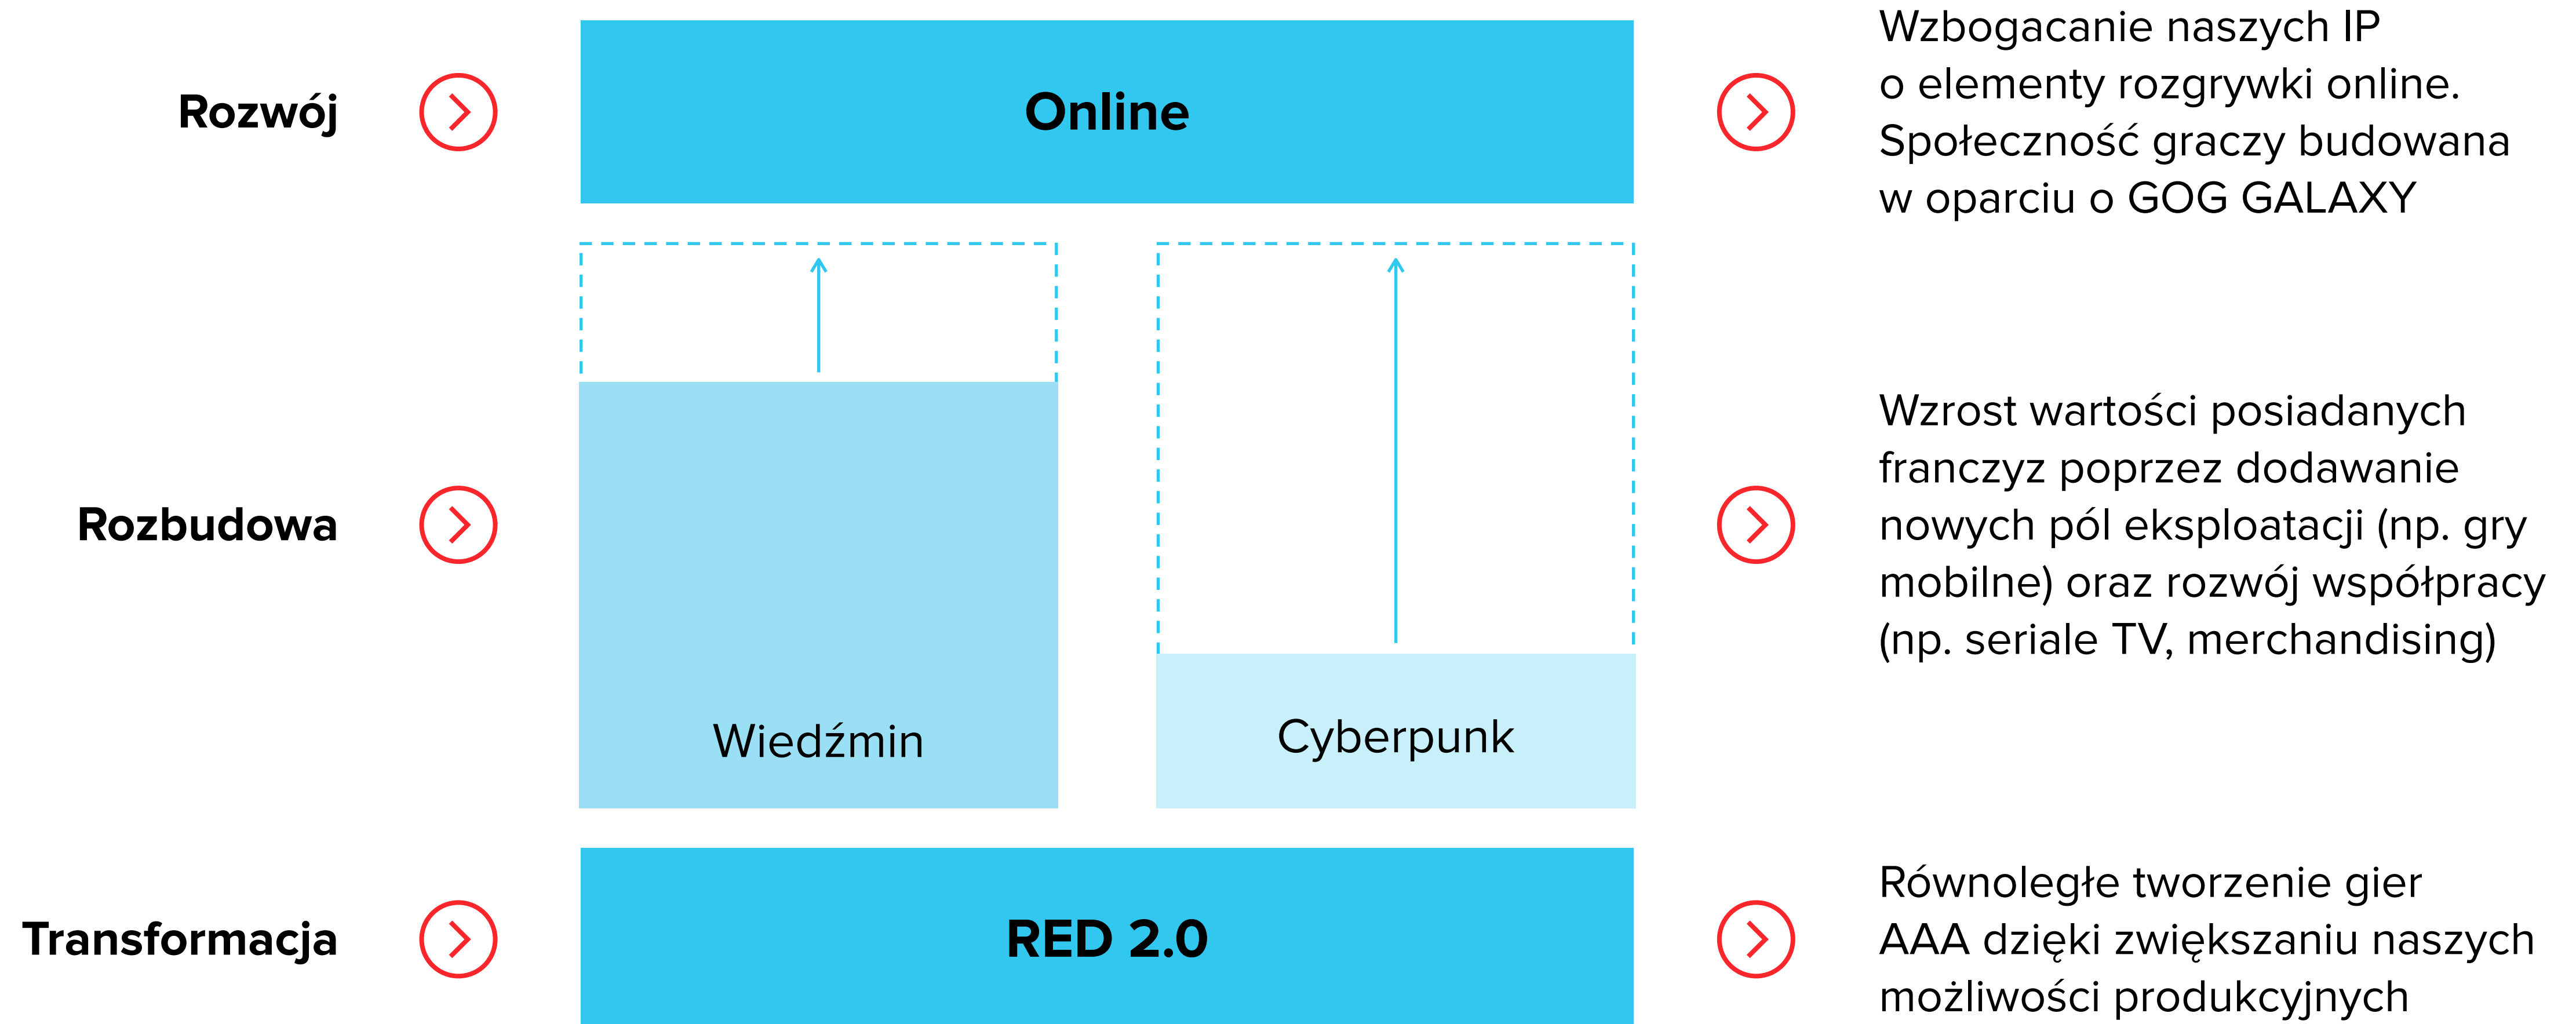 Rozwój
Online
Wzbogacanie naszych IP
o elementy rozgrywki online.
Społeczność graczy budowana
w oparciu o GOG GALAXY
Rozbudowa
Wiedźmin
Cyberpunk
Wzrost wartości posiadanych
franczyz poprzez dodawanie
nowych pól eksploatacji (np. gry
mobilne) oraz rozwój współpracy
(np. seriale TV, merchandising)
Transformacja
RED 2.0
Równoległe tworzenie gier
AAA dzięki zwiększaniu naszych
możliwości produkcyjnych